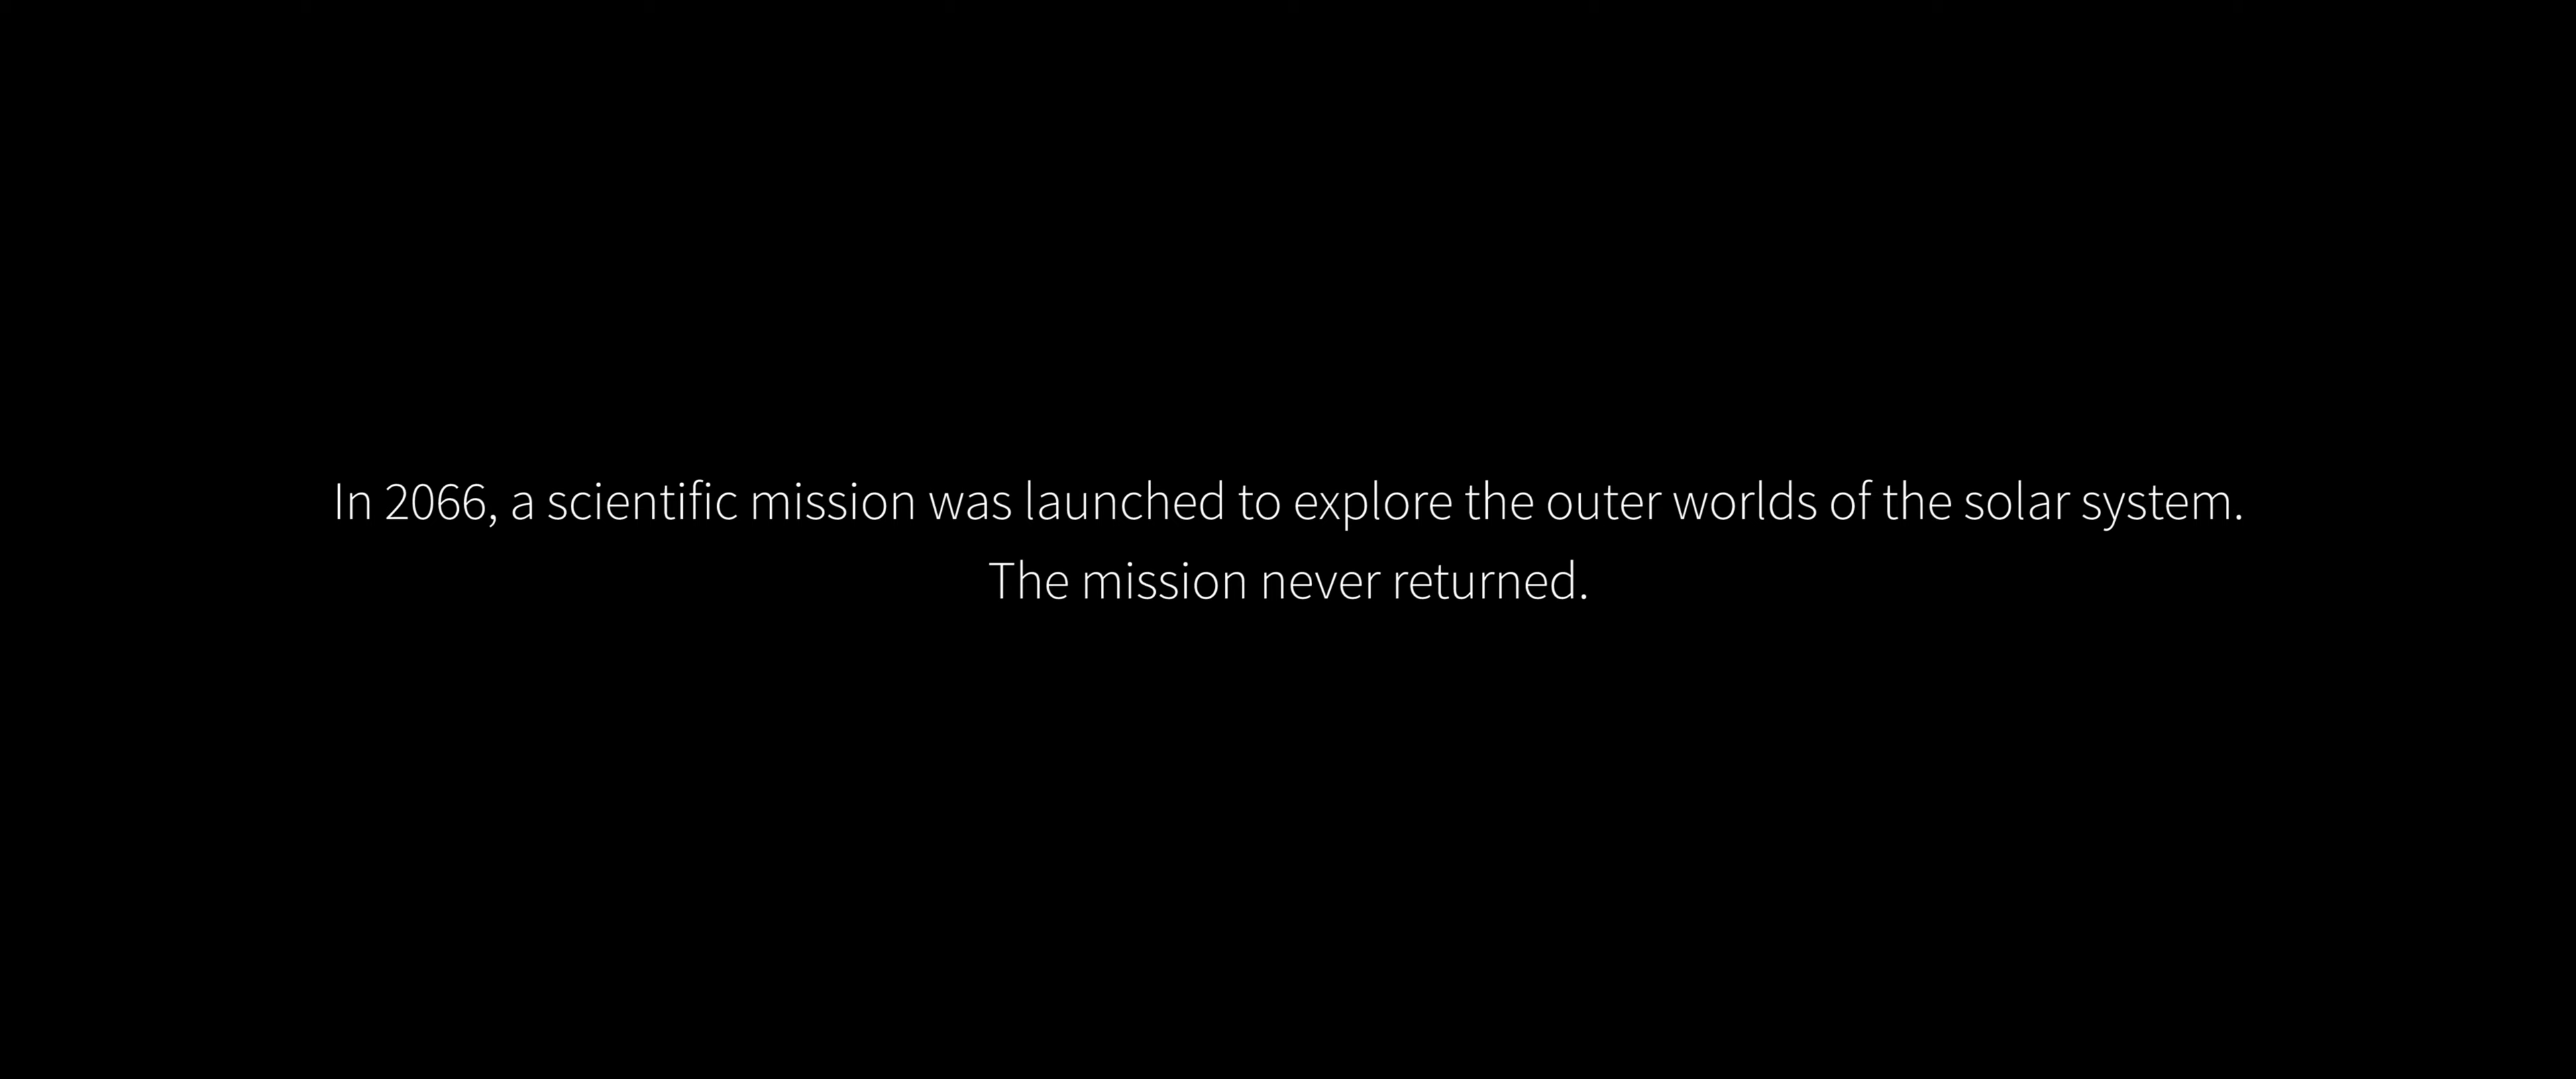 In 2066, a scientific mission was launched to explore the outer worlds of the solar system.
The mission never returned.